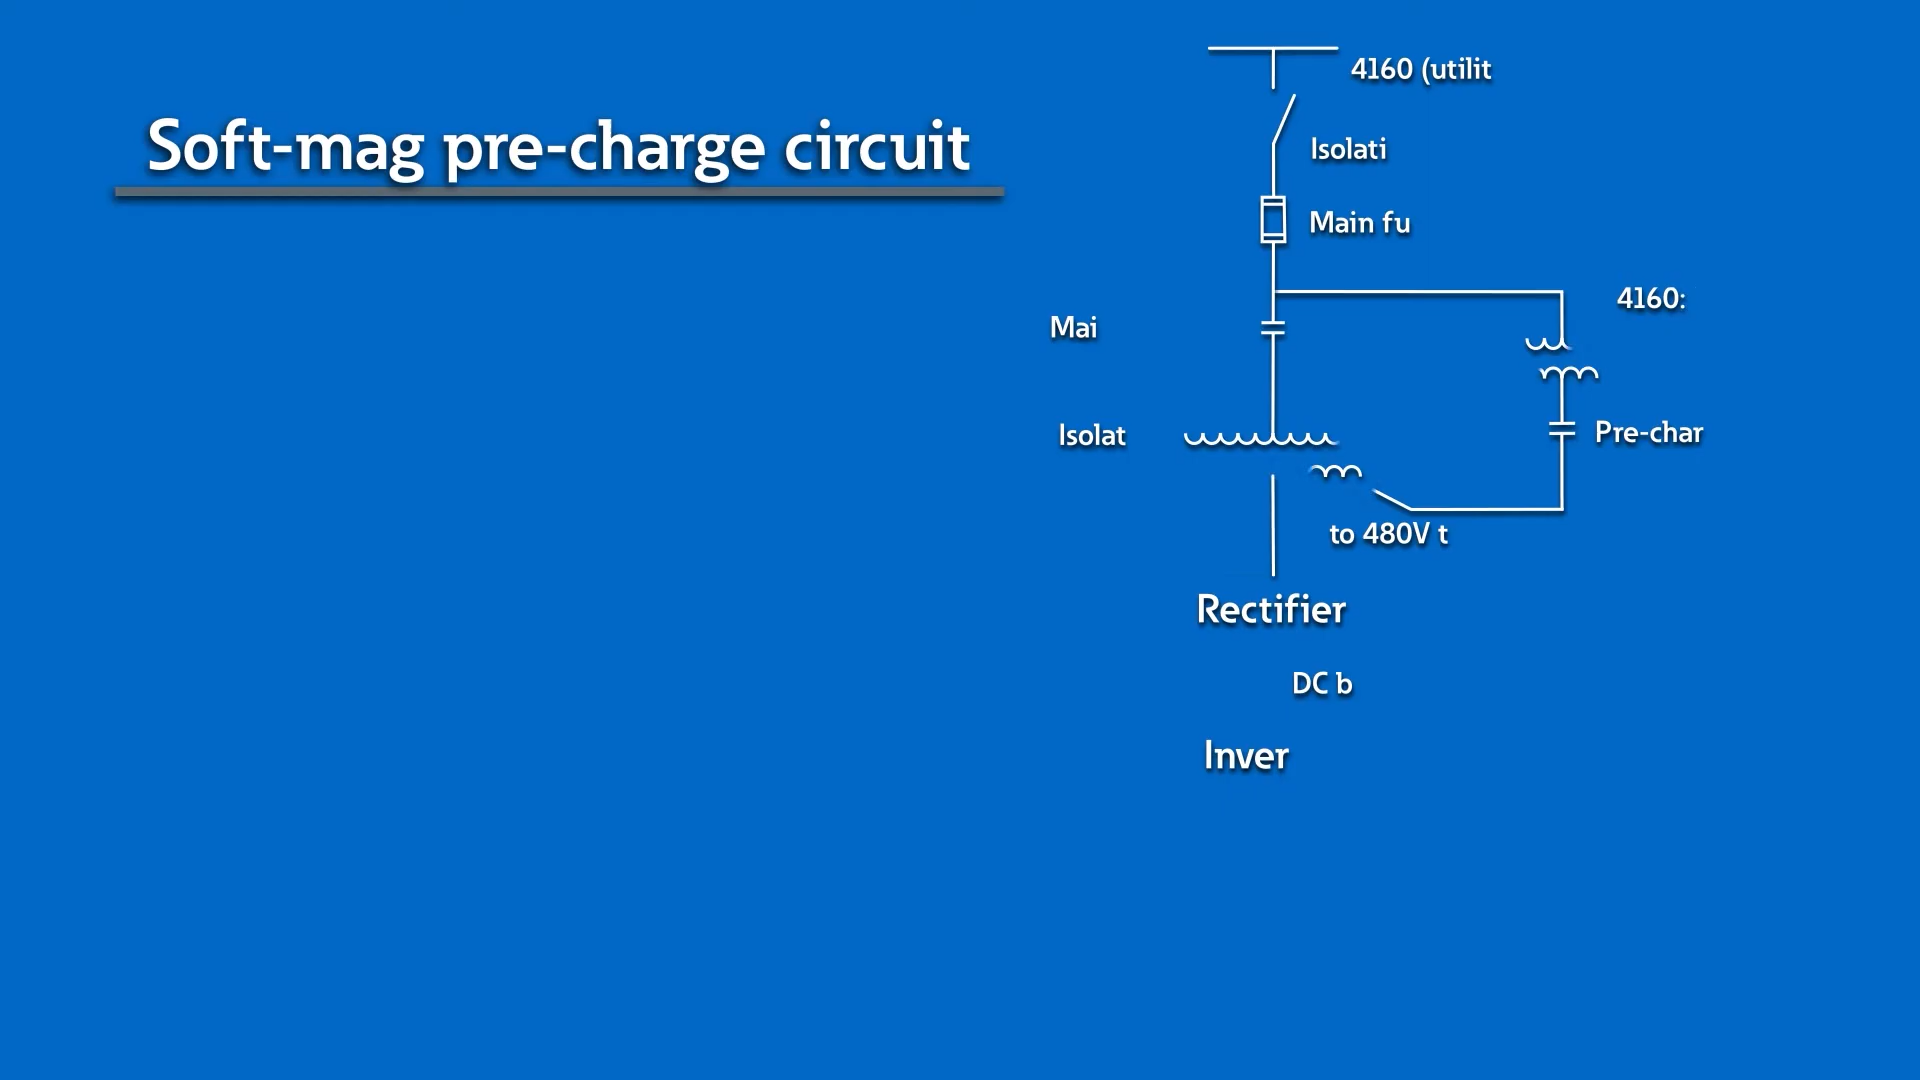 Soft-mag pre-charge circuit
4160 (utilit
Isolati
Main fu
4160:
Mai
Pre-char
Isolat
to 480V t
Rectifier
DC b
Inver